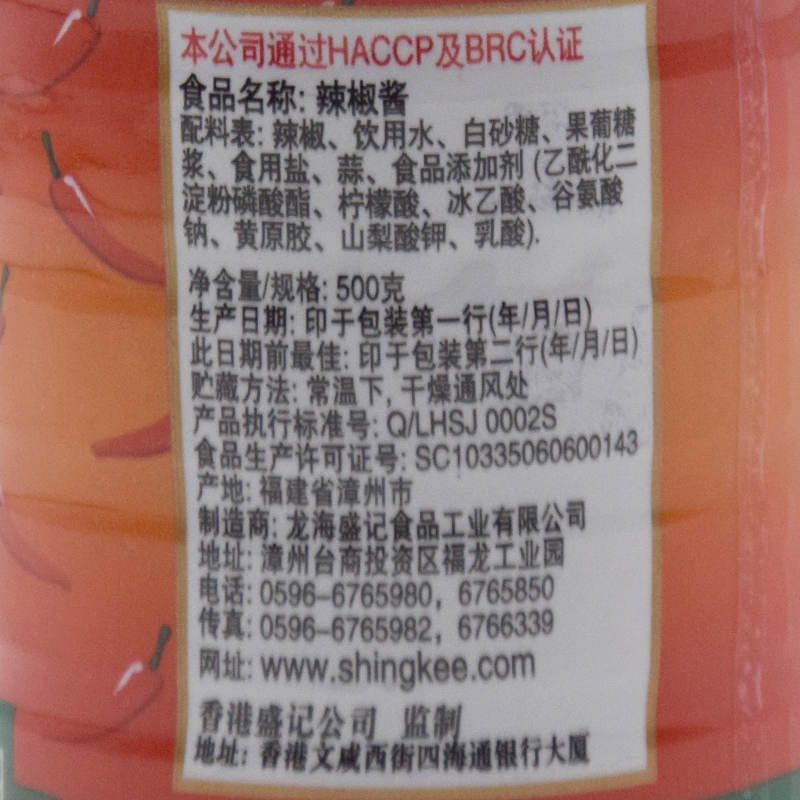 本公司通过HACCP及BRC认证
食品名称: 辣椒酱
配料表: 辣椒、饮用水、白砂糖、果葡糖
浆、食用盐、蒜、食品添加剂 (乙酰化二
淀粉磷酸酯、柠檬酸、冰乙酸、谷氨酸
钠、黄原胶、山梨酸钾、乳酸).
净含量/规格: 500克
生产日期: 印于包装第一行(年/月/日)
此日期前最佳: 印于包装第二行(年/月/日)
贮藏方法: 常温下, 干燥通风处
产品执行标准号: Q/LHSJ 0002S
食品生产许可证号: SC10335060600143
产地: 福建省漳州市
制造商: 龙海盛记食品工业有限公司
地址: 漳州台商投资区福龙工业园
电话: 0596-6765980, 6765850
传真: 0596-6765982, 6766339
网址: www.shingkee.com
香港盛记公司 监制
地址: 香港文咸西街四海通银行大厦